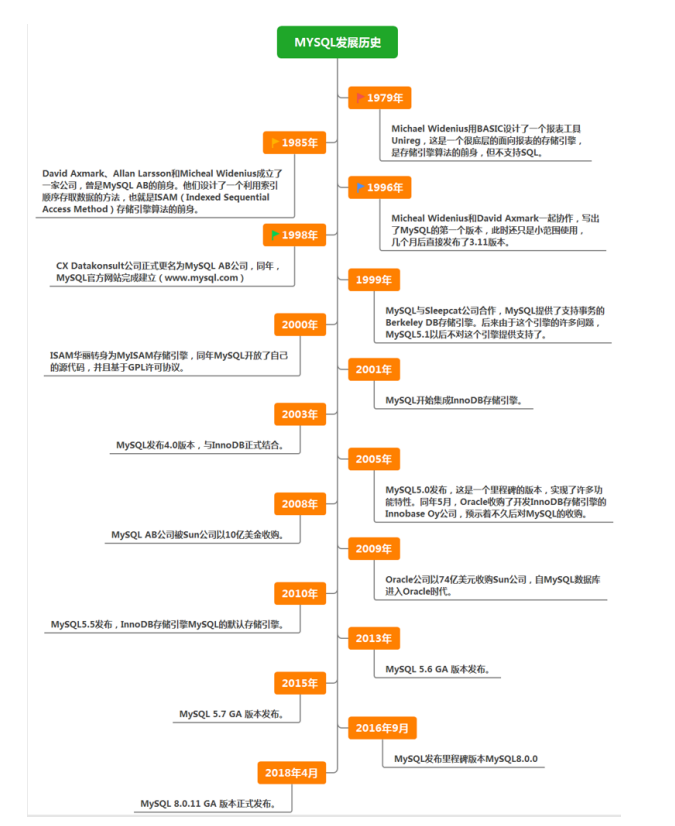 MYSQL发展历史
1979年
Michael Widenius用BASIC设计了一个报表工具
Unireg，这是一个很底层的面向报表的存储引擎，
是存储引擎算法的前身，但不支持SQL。
1985年
David Axmark、Allan Larsson和Micheal Widenius成立了
一家公司，曾是MySQL AB的前身。他们设计了一个利用索引
顺序存取数据的方法，也就是ISAM（Indexed Sequential
Access Method）存储引擎算法的前身。
1996年
Micheal Widenius和David Axmark一起协作，写出
了MySQL的第一个版本，此时还只是小范围使用，
几个月后直接发布了3.11版本。
1998年
CX Datakonsult公司正式更名为MySQL AB公司，同年，
MySQL官方网站完成建立（www.mysql.com）
1999年
MySQL与Sleepcat公司合作，MySQL提供了支持事务的
Berkeley DB存储引擎。后来由于这个引擎的许多问题，
MySQL5.1以后不对这个引擎提供支持了。
2000年
ISAM华丽转身为MyISAM存储引擎，同年MySQL开放了自己
的源代码，并且基于GPL许可协议。
2001年
MySQL开始集成InnoDB存储引擎。
2003年
MySQL发布4.0版本，与InnoDB正式结合。
2005年
MySQL5.0发布，这是一个里程碑的版本，实现了许多功
能特性。同年5月，Oracle收购了开发InnoDB存储引擎的
Innobase Oy公司，预示着不久后对MySQL的收购。
2008年
MySQL AB公司被Sun公司以10亿美金收购。
2009年
Oracle公司以74亿美元收购Sun公司，自MySQL数据库
进入Oracle时代。
2010年
MySQL5.5发布，InnoDB存储引擎MySQL的默认存储引擎。
2013年
MySQL 5.6 GA 版本发布。
2015年
MySQL 5.7 GA 版本发布。
2016年9月
MySQL发布里程碑版本MySQL8.0.0
2018年4月
MySQL 8.0.11 GA 版本正式发布。